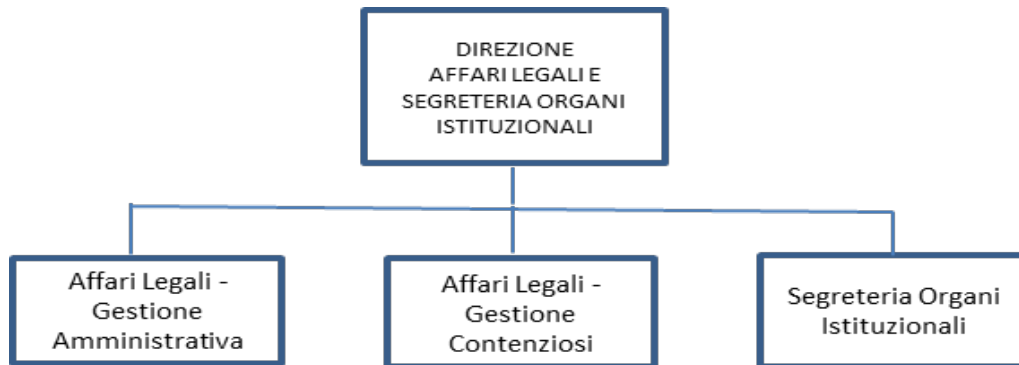 DIREZIONE
AFFARI LEGALI E
SEGRETERIA ORGANI
ISTITUZIONALI
Affari Legali -
Gestione
Amministrativa
Affari Legali -
Gestione
Contenziosi
Segreteria Organi
Istituzionali